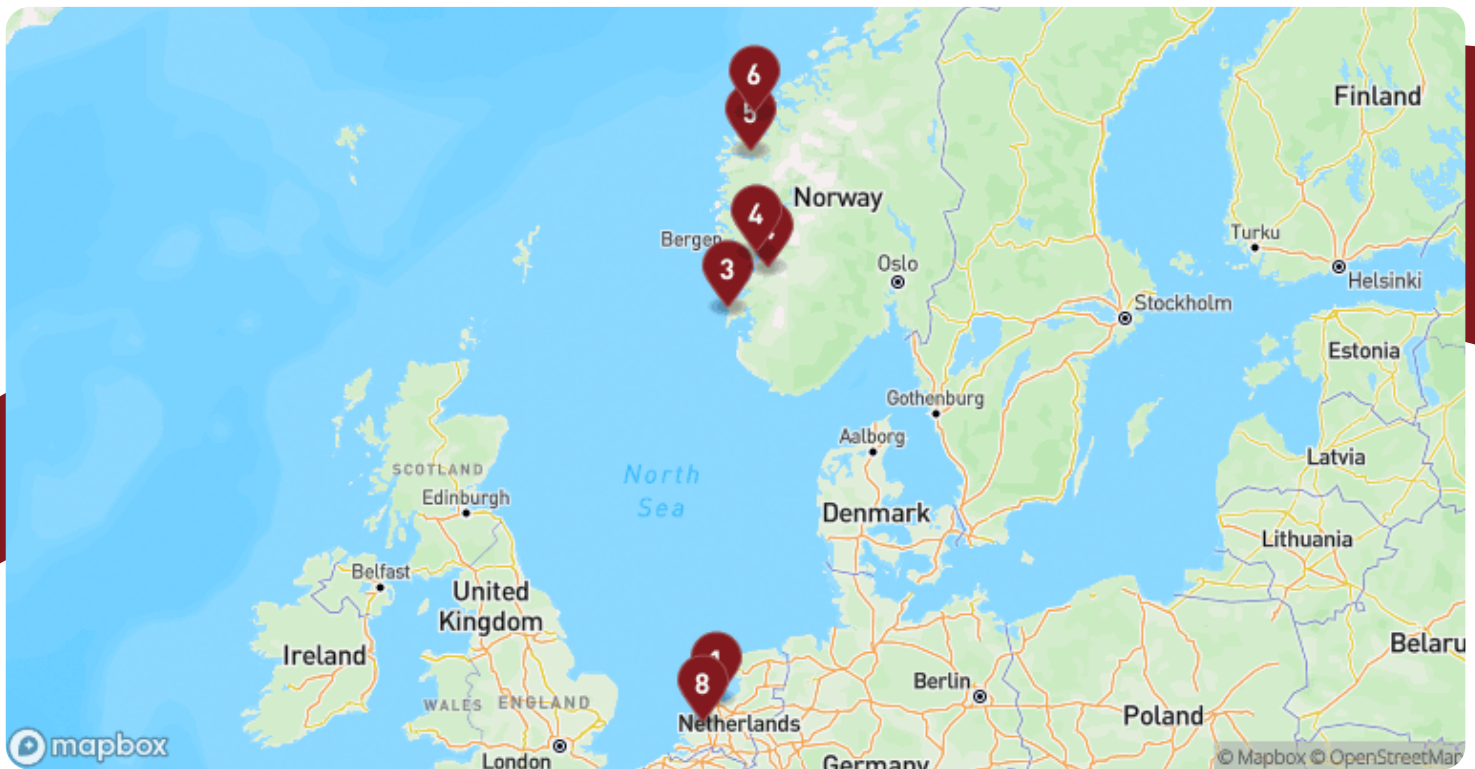 6
5
Finland
4
Norway
Bergen
Turku
3
Oslo
Helsinki
Stockholm
Estonia
Gothenburg
Aalborg
Latvia
SCOTLAND
North
Sea
Edinburgh
Denmark
Lithuania
Belfast
United
Kingdom
Ireland
Belaru
1
8
Berlin
WALES
ENGLAND
Netherlands
Poland
mapbox
London
Germany
© Mapbox © OpenStreetMap